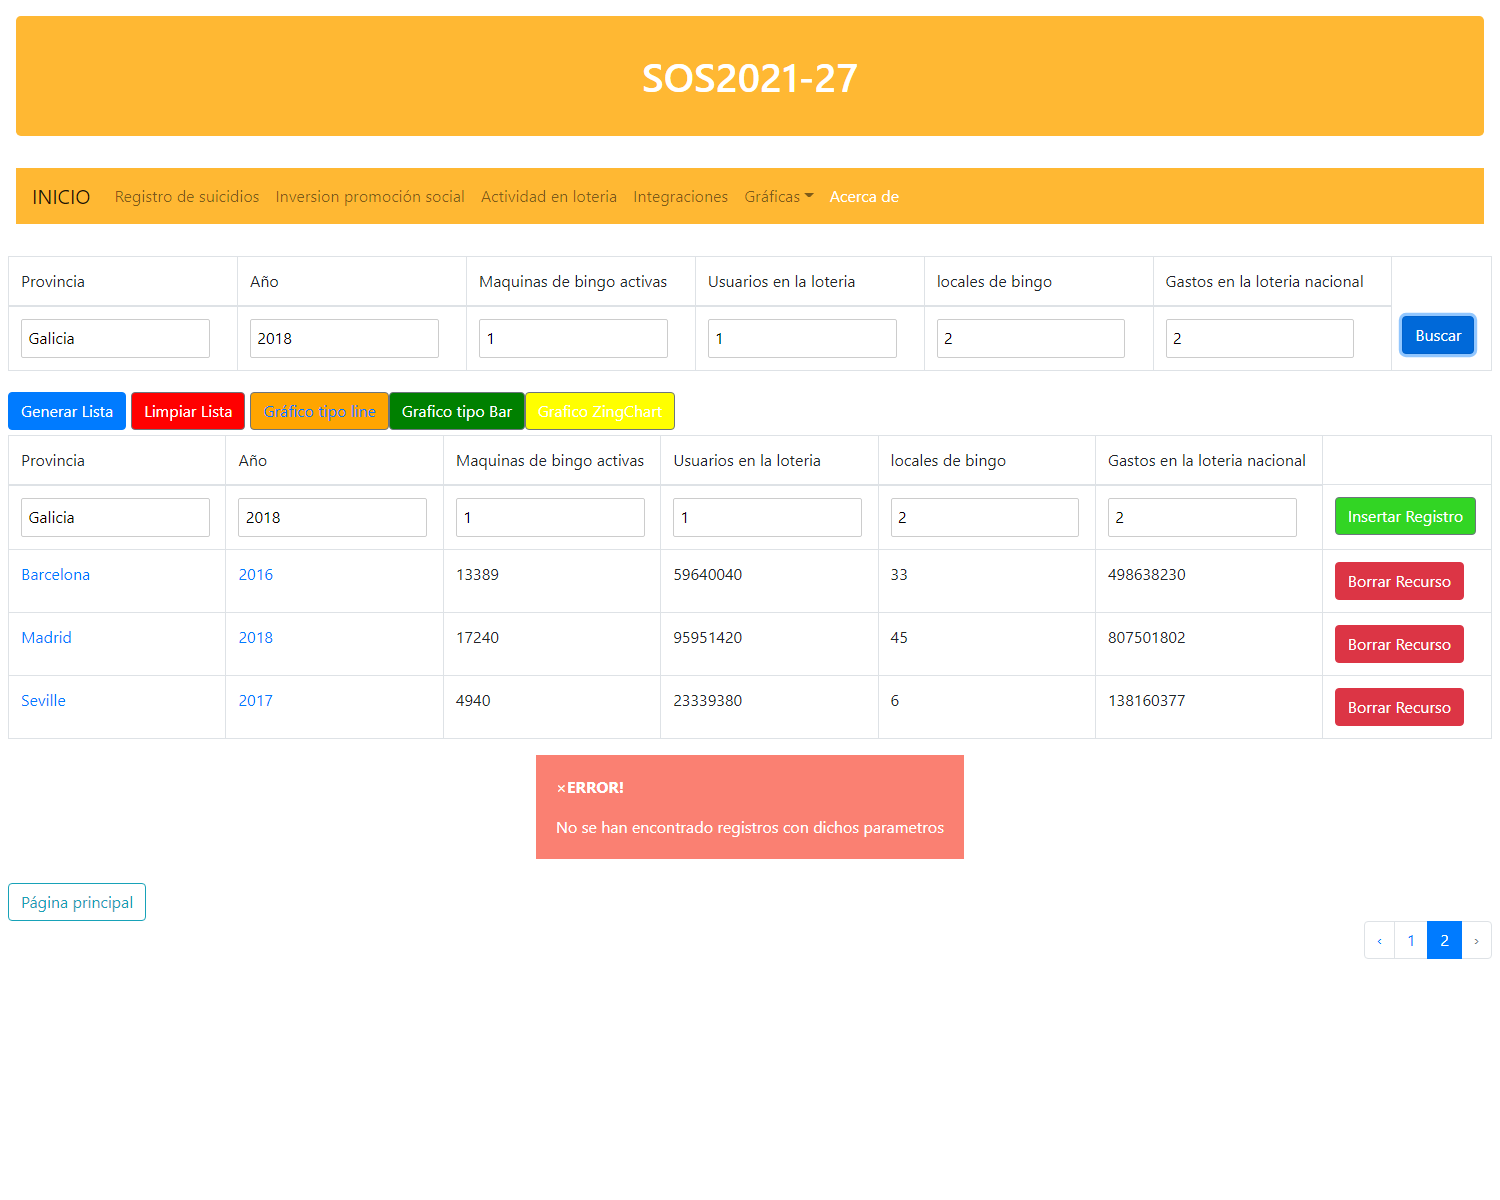 SOS2021-27
INICIO Registro de suicidios Inversion promoción social Actividad en loteria Integraciones Gráficas Acerca de
Provincia Año Maquinas de bingo activas Usuarios en la loteria locales de bingo Gastos en la loteria nacional
Galicia 2018 1 1 2 2 Buscar
Generar Lista Limpiar Lista Gráfico tipo line Grafico tipo Bar Grafico ZingChart
Provincia Año Maquinas de bingo activas Usuarios en la loteria locales de bingo Gastos en la loteria nacional
Galicia 2018 1 1 2 2 Insertar Registro
Barcelona 2016 13389 59640040 33 498638230 Borrar Recurso
Madrid 2018 17240 95951420 45 807501802 Borrar Recurso
Seville 2017 4940 23339380 6 138160377 Borrar Recurso
×ERROR!
No se han encontrado registros con dichos parametros
Página principal
‹ 1 2 ›